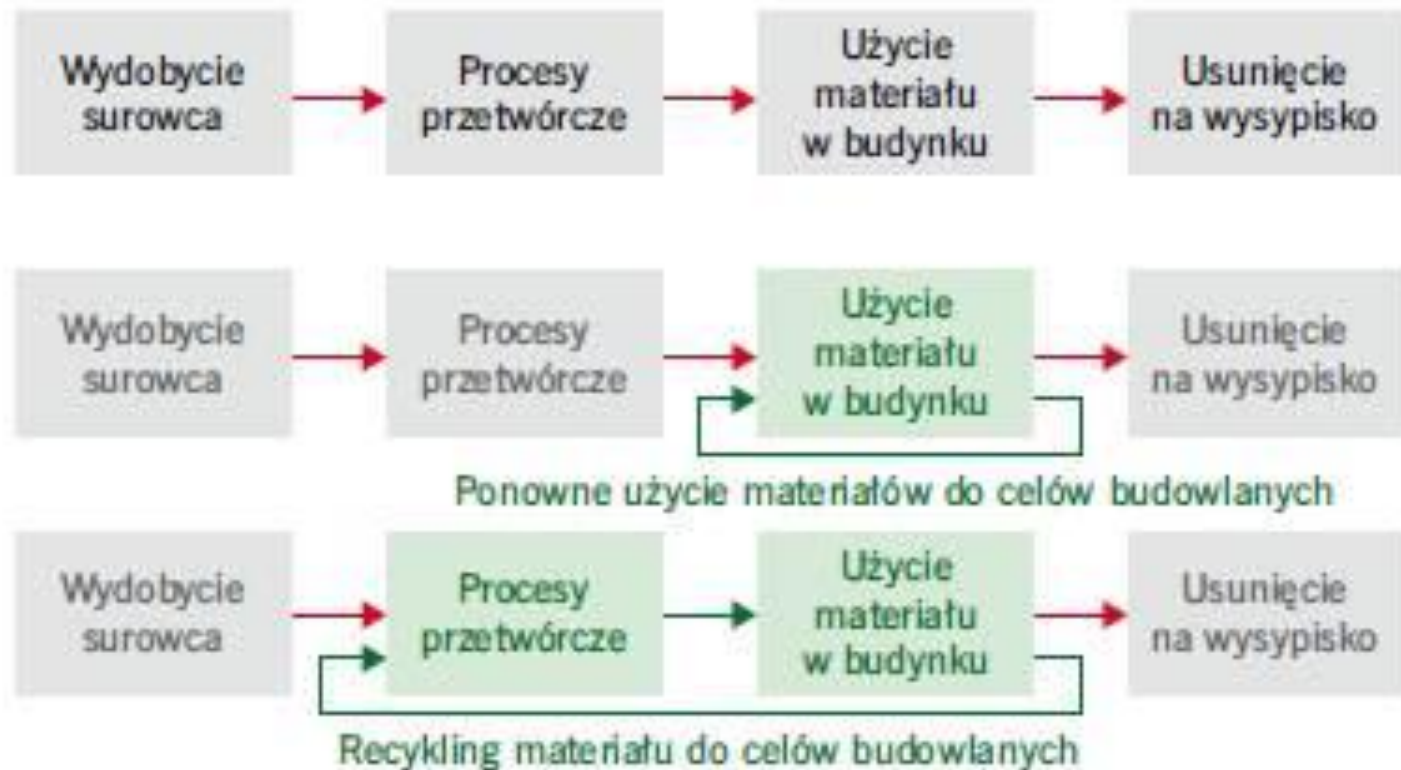 Wydobycie
surowca
Procesy
przetwórcze
Użycie
materiału
w budynku
Usunięcie
na wysypisko
Wydobycie
surowca
Procesy
przetwórcze
Użycie
materiału
w budynku
Usunięcie
na wysypisko
Ponowne użycie materiałów do celów budowlanych
Wydobycie
surowca
Procesy
przetwórcze
Użycie
materiału
w budynku
Usunięcie
na wysypisko
Recykling materiału do celów budowlanych